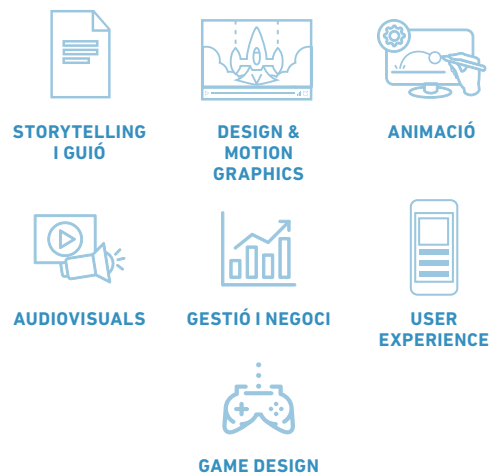 STORYTELLING
I GUIÓ
DESIGN &
MOTION
GRAPHICS
ANIMACIÓ
AUDIOVISUALS
GESTIÓ I NEGOCI
USER
EXPERIENCE
GAME DESIGN